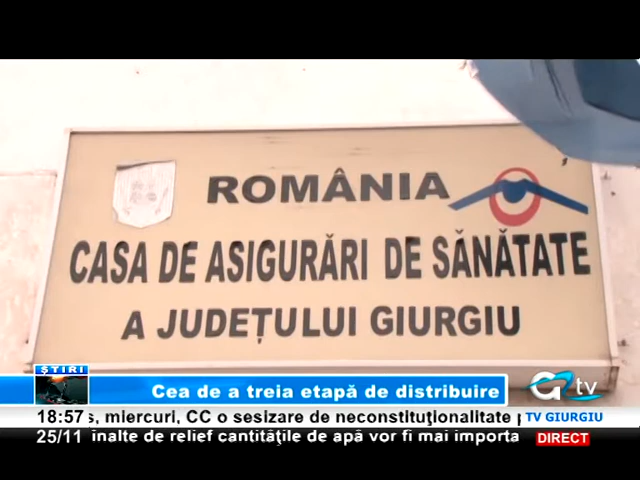 ROMÂNIA
CASA DE ASIGURĂRI DE SĂNĂTATE
A JUDEȚULUI GIURGIU
ȘTIRI
Cea de a treia etapă de distribuire
G2 tv
18:57 s, miercuri, CC o sesizare de neconstituţionalitate
TV GIURGIU
25/11 înalte de relief cantităţile de apă vor fi mai importa
DIRECT